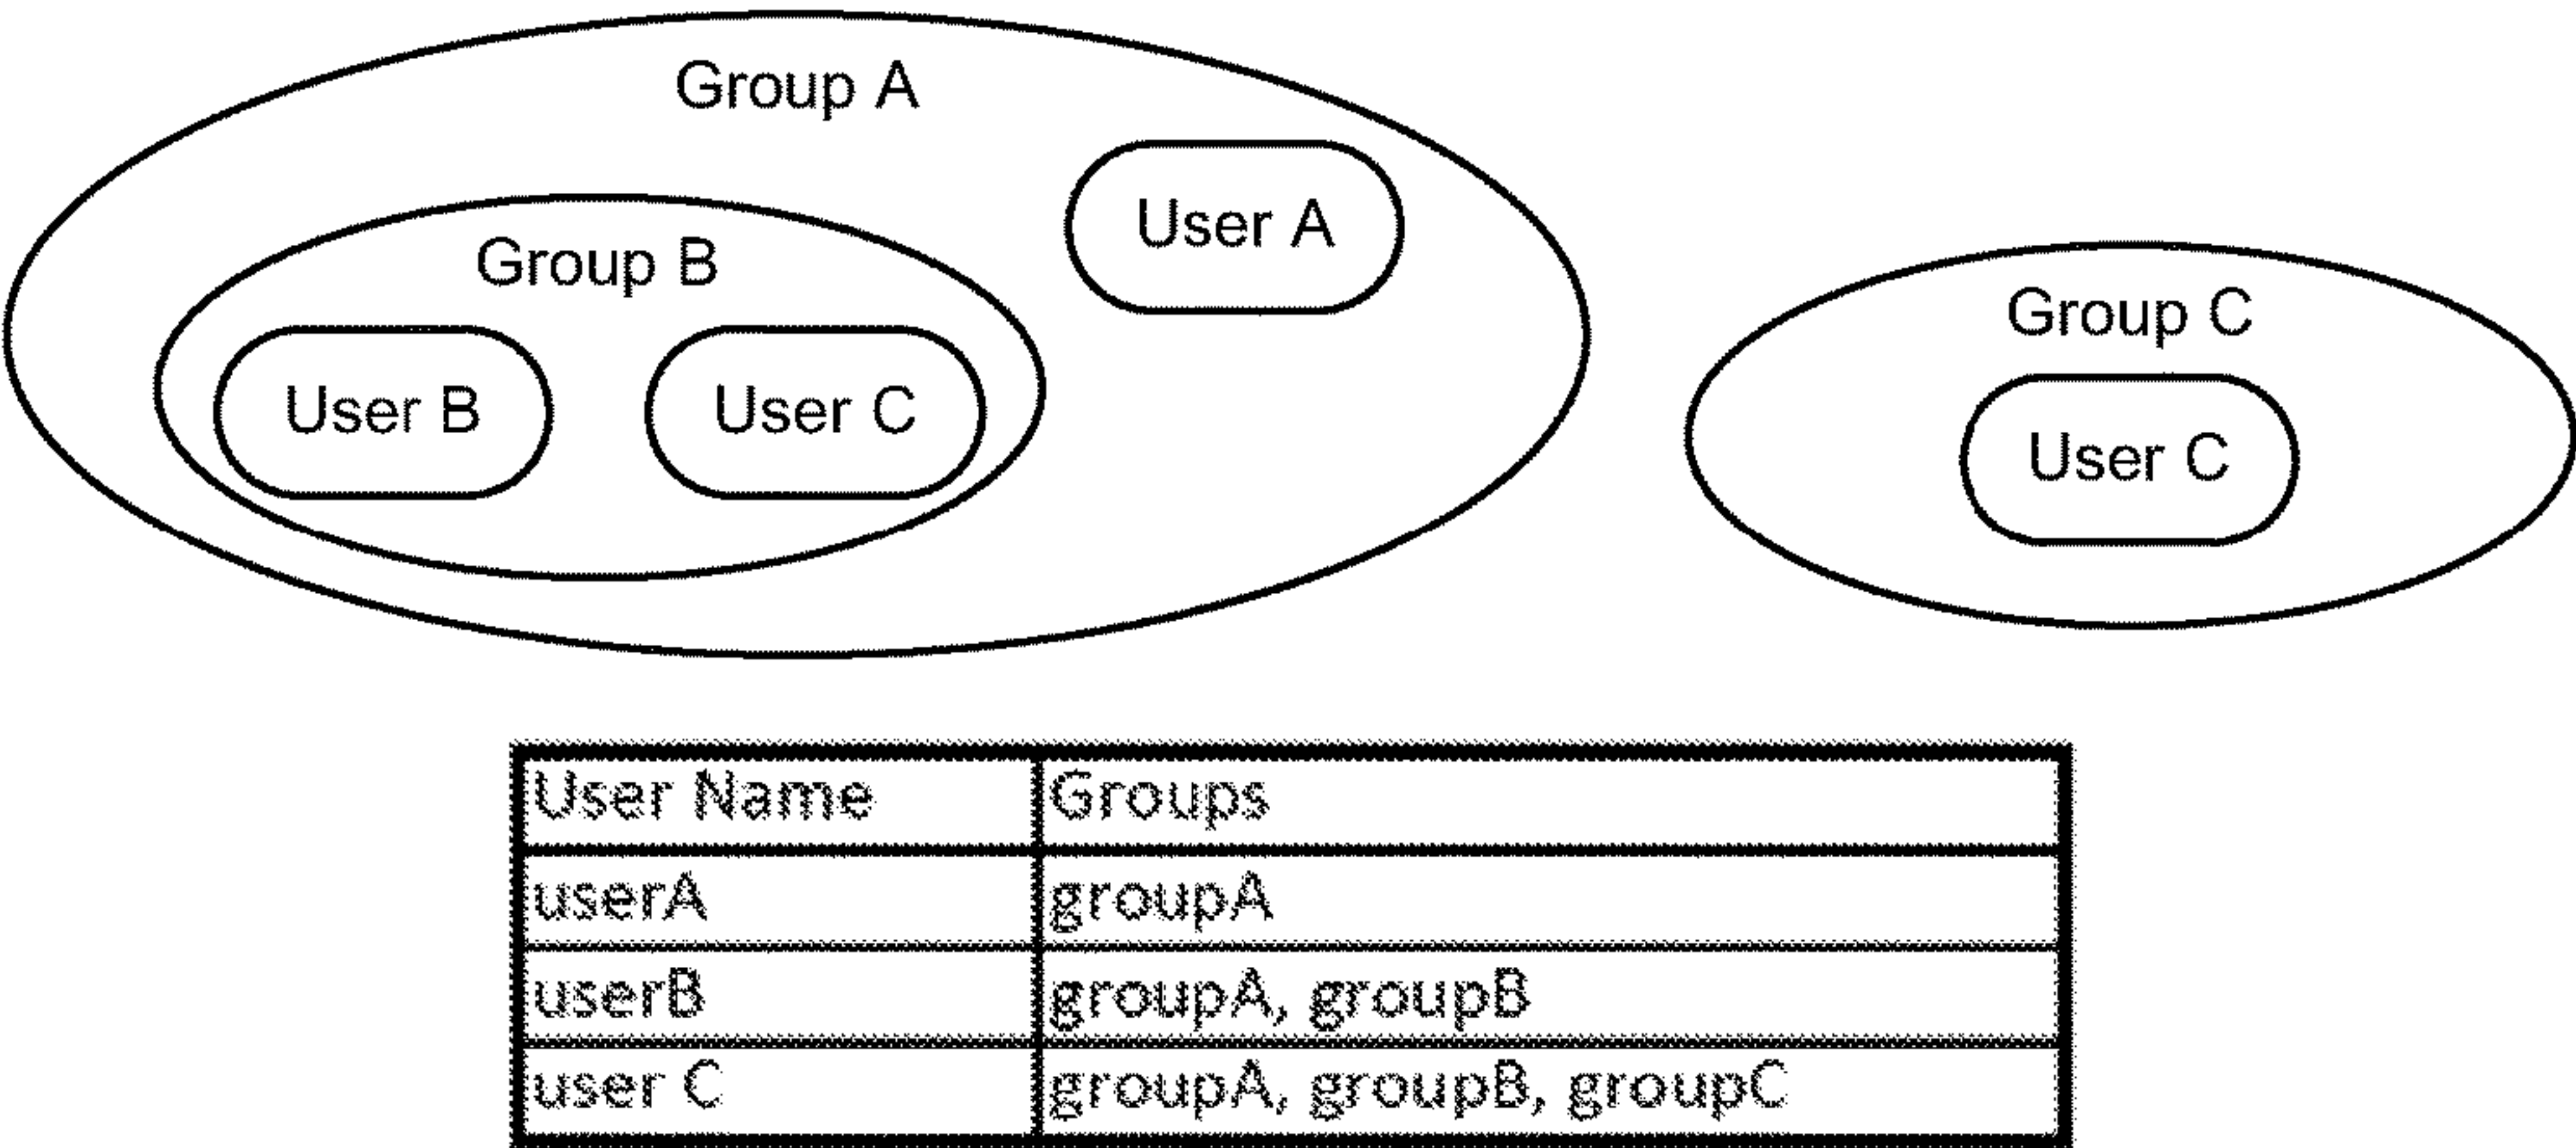 Group A
User A
Group B
User B
User C
Group C
User C
User Name Groups
userA groupA
userB groupA, groupB
user C groupA, groupB, groupC